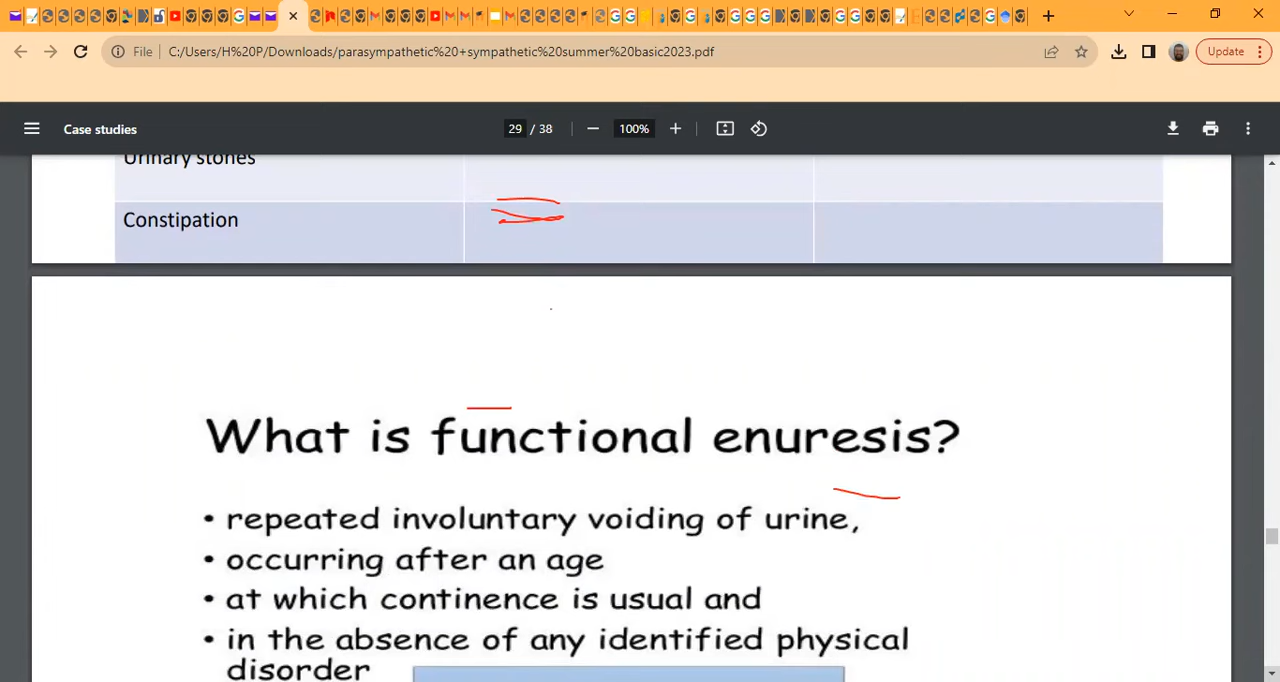 Update
File
C:/Users/H%20P/Downloads/parasympathetic%20+sympathetic%20summer%20basic2023.pdf
Case studies
29 / 38
100%
Urinary stones
Constipation
What is functional enuresis?
• repeated involuntary voiding of urine,
• occurring after an age
• at which continence is usual and
• in the absence of any identified physical
disorder